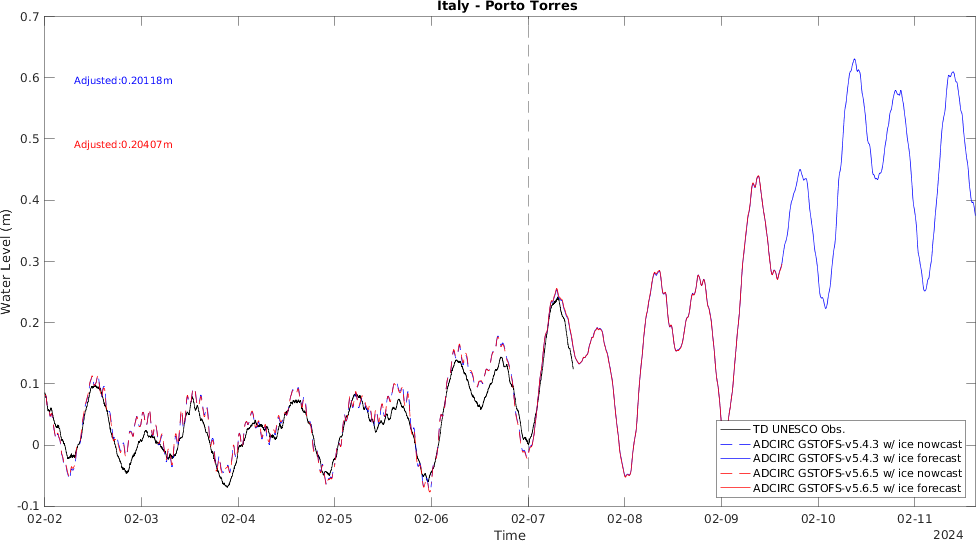 Italy - Porto Torres
0.7
0.6
0.5
0.4
0.3
0.2
0.1
0
-0.1
Water Level (m)
Adjusted:0.20118m
Adjusted:0.20407m
TD UNESCO Obs.
ADCIRC GSTOFS-v5.4.3 w/ ice nowcast
ADCIRC GSTOFS-v5.4.3 w/ ice forecast
ADCIRC GSTOFS-v5.6.5 w/ ice nowcast
ADCIRC GSTOFS-v5.6.5 w/ ice forecast
02-02 02-03 02-04 02-05 02-06 02-07 02-08 02-09 02-10 02-11
Time
2024